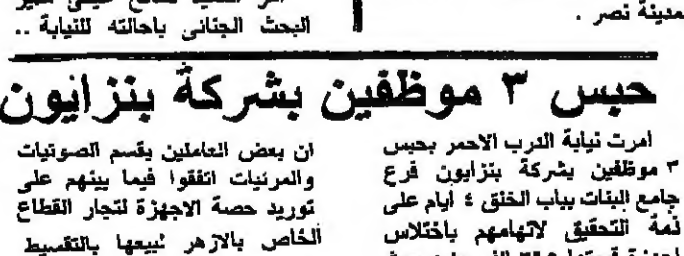 مدينة نصر .
البحث الجنائى باحالته للنيابة ..
حبس ٣ موظفين بشركة بنزايون
امرت نيابة الدرب الاحمر بحبس
٣ موظفين بشركة بنزايون فرع
جامع البنات بباب الخلق ٤ ايام على
ذمة التحقيق لاتهامهم باختلاس
ان بعض العاملين بقسم الصوتيات
والمرئيات اتفقوا فيما بينهم على
توريد حصة الاجهزة لتجار القطاع
الخاص بالازهر لبيعها بالتقسيط